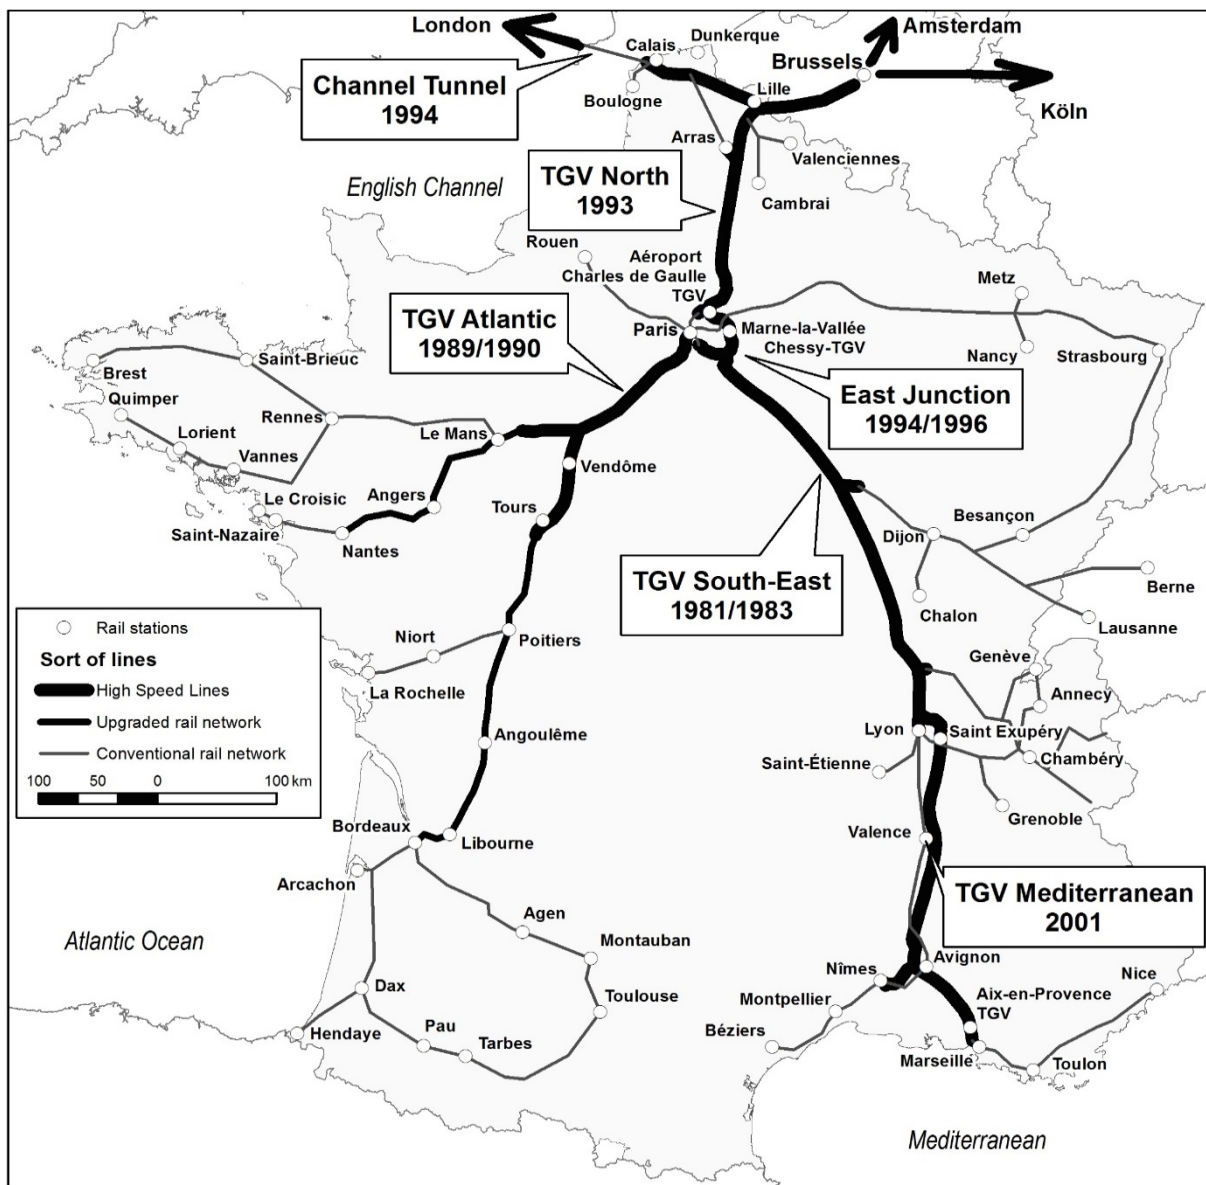 London
Amsterdam
Dunkerque
Calais
Brussels
Channel Tunnel
1994
Boulogne
Lille
Köln
Arras
Valenciennes
English Channel
TGV North
1993
Cambrai
Rouen
Aéroport
Charles de Gaulle
TGV
Metz
TGV Atlantic
1989/1990
Paris
Marne-la-Vallée
Chessy-TGV
Nancy
Strasbourg
Saint-Brieuc
Brest
Quimper
East Junction
1994/1996
Rennes
Le Mans
Lorient
Vannes
Vendôme
Le Croisic
Angers
Tours
Besançon
Saint-Nazaire
Nantes
Dijon
TGV South-East
1981/1983
Berne
Chalon
Lausanne
Rail stations
Sort of lines
High Speed Lines
Upgraded rail network
Conventional rail network
100 50 0 100 km
Niort
Poitiers
La Rochelle
Genève
Annecy
Angoulême
Lyon
Saint Exupéry
Chambéry
Saint-Étienne
Grenoble
Bordeaux
Libourne
Valence
Arcachon
TGV Mediterranean
2001
Agen
Atlantic Ocean
Montauban
Avignon
Nîmes
Nice
Dax
Toulouse
Montpellier
Aix-en-Provence
TGV
Hendaye
Pau
Tarbes
Béziers
Marseille
Toulon
Mediterranean